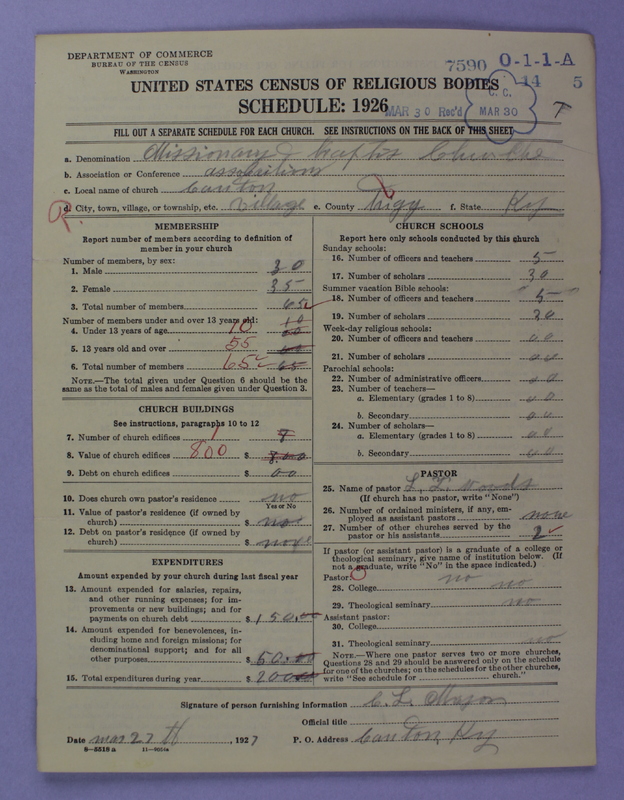 DEPARTMENT OF COMMERCE
BUREAU OF THE CENSUS
WASHINGTON
7590 0-1-1-A
14 5
UNITED STATES CENSUS OF RELIGIOUS BODIES
SCHEDULE: 1926
MAR 30 Rec'd
C. C.
MAR 30
T
FILL OUT A SEPARATE SCHEDULE FOR EACH CHURCH. SEE INSTRUCTIONS ON THE BACK OF THIS SHEET
a. Denomination Missionary Baptis Churche
b. Association or Conference
c. Local name of church Canton
R.
d. City, town, village, or township, etc. Village e. County Trigy f. State Ky
MEMBERSHIP
Report number of members according to definition of
member in your church
Number of members, by sex:
1. Male 30
2. Female 35
3. Total number of members 65
Number of members under and over 13 years old:
4. Under 13 years of age 10 10
5. 13 years old and over 55
6. Total number of members 65 65
NOTE.—The total given under Question 6 should be the
same as the total of males and females given under Question 3.
CHURCH BUILDINGS
See instructions, paragraphs 10 to 12
7. Number of church edifices 1
8. Value of church edifices 800 $ 800
9. Debt on church edifices $ 00
10. Does church own pastor's residence no
Yes or No
11. Value of pastor's residence (if owned by
church) $
12. Debt on pastor's residence (if owned by
church) $ none
EXPENDITURES
Amount expended by your church during last fiscal year
13. Amount expended for salaries, repairs,
and other running expenses; for im-
provements or new buildings; and for
payments on church debt $ 150.00
14. Amount expended for benevolences, in-
cluding home and foreign missions; for
denominational support; and for all
other purposes $ 50.00
15. Total expenditures during year $ 20000
CHURCH SCHOOLS
Report here only schools conducted by this church
Sunday schools:
16. Number of officers and teachers 5
17. Number of scholars 30
Summer vacation Bible schools:
18. Number of officers and teachers 5
19. Number of scholars 30
Week-day religious schools:
20. Number of officers and teachers 00
21. Number of scholars 00
Parochial schools:
22. Number of administrative officers 00
23. Number of teachers—
a. Elementary (grades 1 to 8) 00
b. Secondary 00
24. Number of scholars—
a. Elementary (grades 1 to 8) 00
b. Secondary 00
PASTOR
25. Name of pastor L. L. woods
(If church has no pastor, write "None")
26. Number of ordained ministers, if any, em-
ployed as assistant pastors none
27. Number of other churches served by the
pastor or his assistants 2
If pastor (or assistant pastor) is a graduate of a college or
theological seminary, give name of institution below. (If
not a graduate, write "No" in the space indicated.)
Pastor: no
28. College no
29. Theological seminary no
Assistant pastor:
30. College
31. Theological seminary no
NOTE.—Where one pastor serves two or more churches,
Questions 28 and 29 should be answered only on the schedule
for one of the churches; on the schedules for the other churches,
write "See schedule for church."
Signature of person furnishing information C. L. Major
Official title
Date mar 27 th, 1927 P. O. Address Canton, Ky
8—5518 a